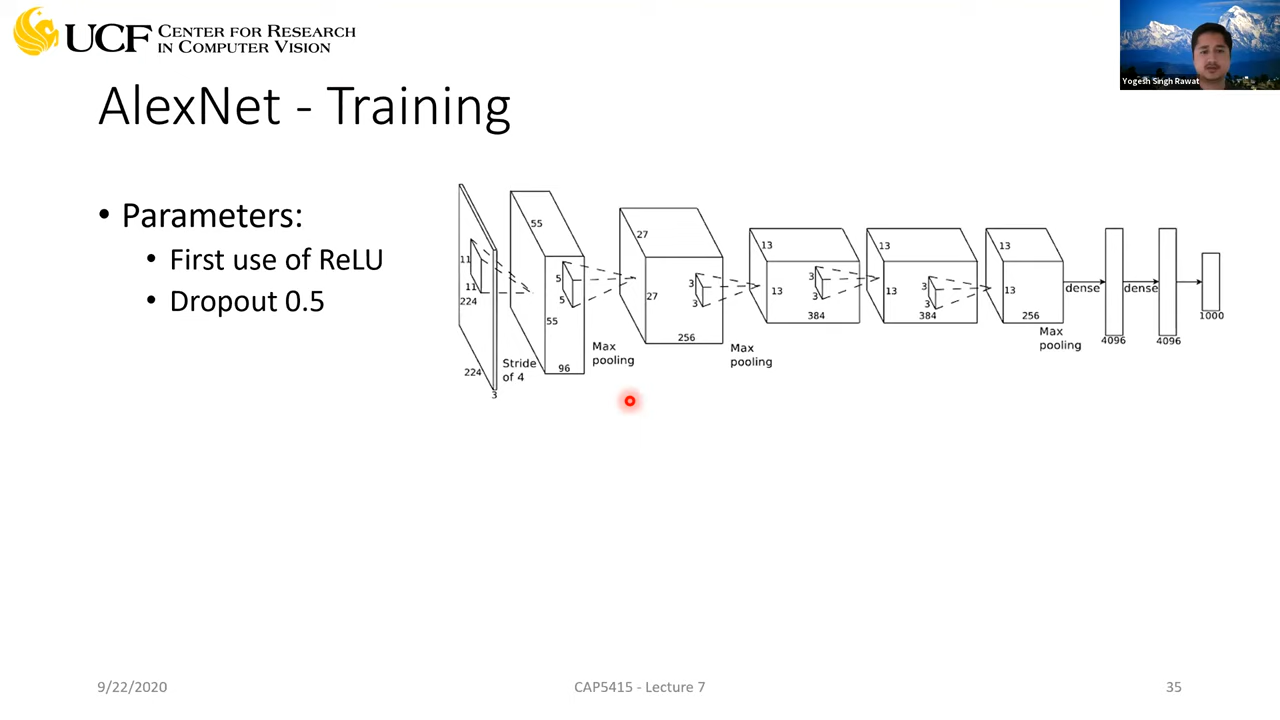 UCF CENTER FOR RESEARCH
IN COMPUTER VISION
Yogesh Singh Rawat
AlexNet - Training
• Parameters:
• First use of ReLU
• Dropout 0.5
11
11
224
224
3
Stride
of 4
55
55
5
5
96
Max
pooling
27
27
3
3
256
Max
pooling
13
13
3
3
384
13
13
3
3
384
13
13
256
Max
pooling
dense
4096
dense
4096
1000
9/22/2020
CAP5415 - Lecture 7
35